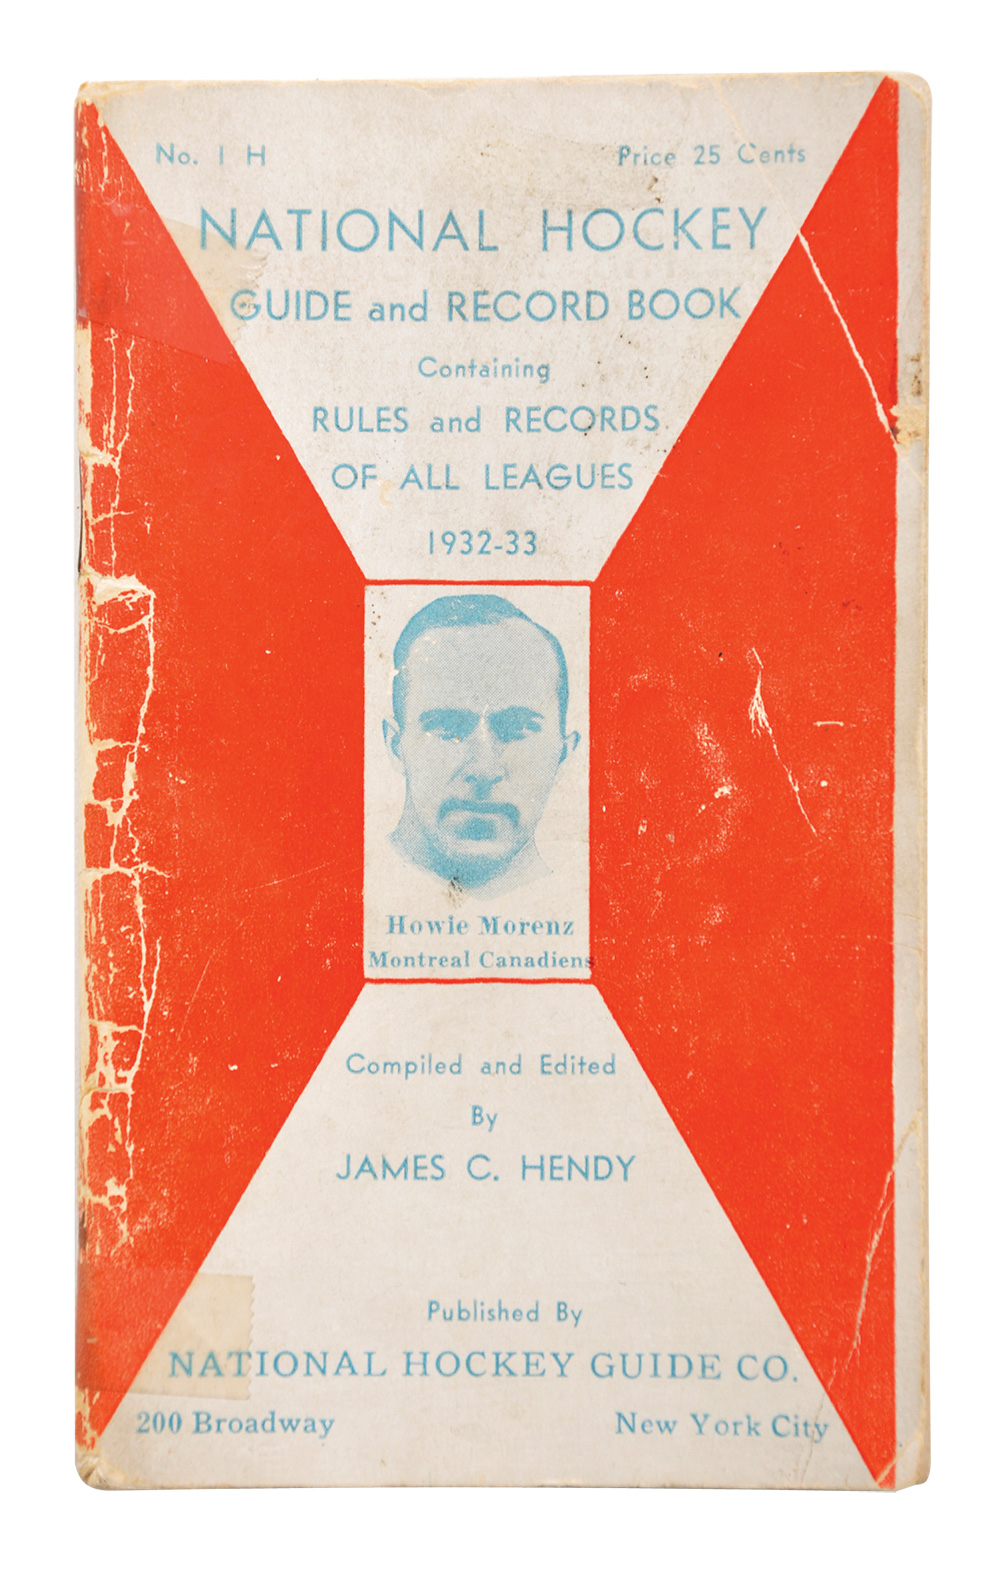 No. 1 H
Price 25 Cents
NATIONAL HOCKEY
GUIDE and RECORD BOOK
Containing
RULES and RECORDS
OF ALL LEAGUES
1932-33
Howie Morenz
Montreal Canadiens
Compiled and Edited
By
JAMES C. HENDY
Published By
NATIONAL HOCKEY GUIDE CO.
200 Broadway
New York City